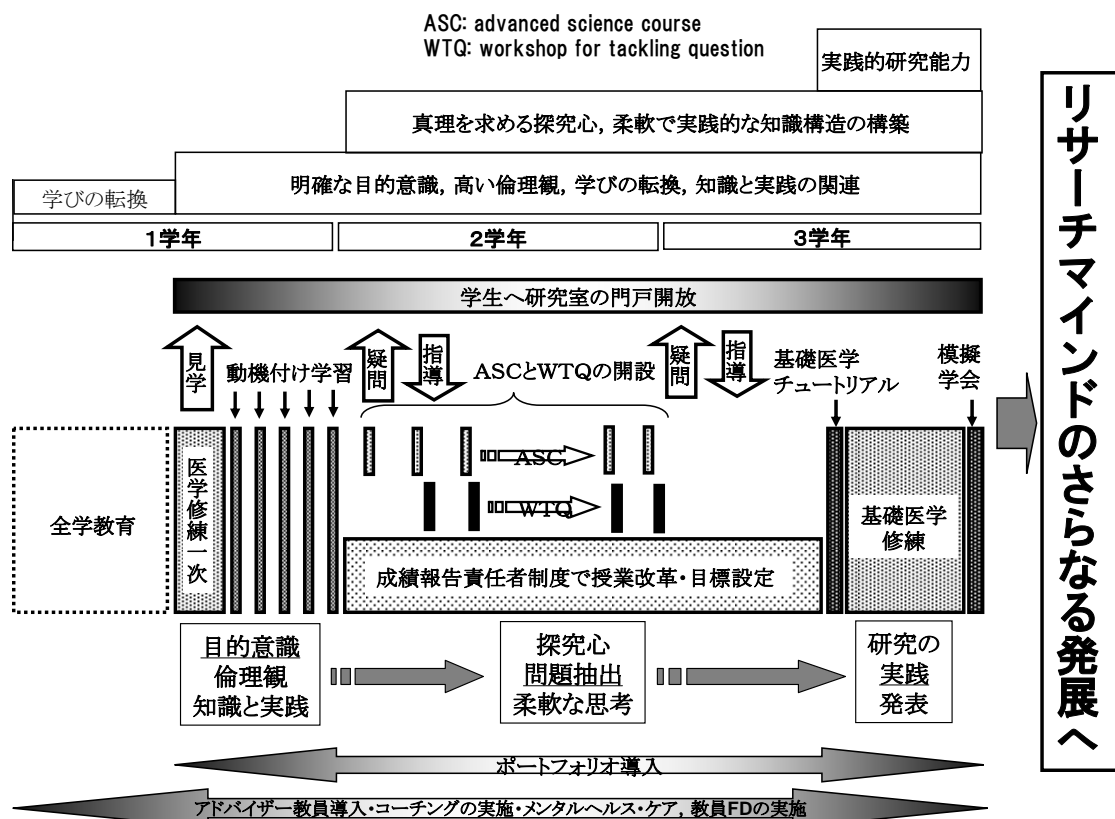 ASC: advanced science course
WTQ: workshop for tackling question
実践的研究能力
真理を求める探究心, 柔軟で実践的な知識構造の構築
学びの転換
明確な目的意識, 高い倫理観, 学びの転換, 知識と実践の関連
1学年
2学年
3学年
学生へ研究室の門戸開放
見学
動機付け学習
疑問
指導
ASCとWTQの開設
疑問
指導
基礎医学
チュートリアル
模擬
学会
全学教育
医学修練一次
ASC
WTQ
成績報告責任者制度で授業改革・目標設定
基礎医学
修練
目的意識
倫理観
知識と実践
探究心
問題抽出
柔軟な思考
研究の
実践
発表
ポートフォリオ導入
アドバイザー教員導入・コーチングの実施・メンタルヘルス・ケア, 教員FDの実施
リサーチマインドのさらなる発展へ